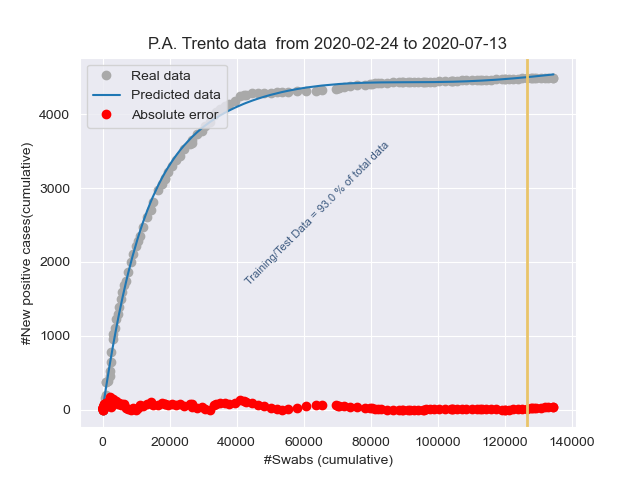 P.A. Trento data  from 2020-02-24 to 2020-07-13
Real data
Predicted data
Absolute error
Training/Test Data = 93.0 % of total data
#New positive cases(cumulative)
4000
3000
2000
1000
0
0 20000 40000 60000 80000 100000 120000 140000
#Swabs (cumulative)